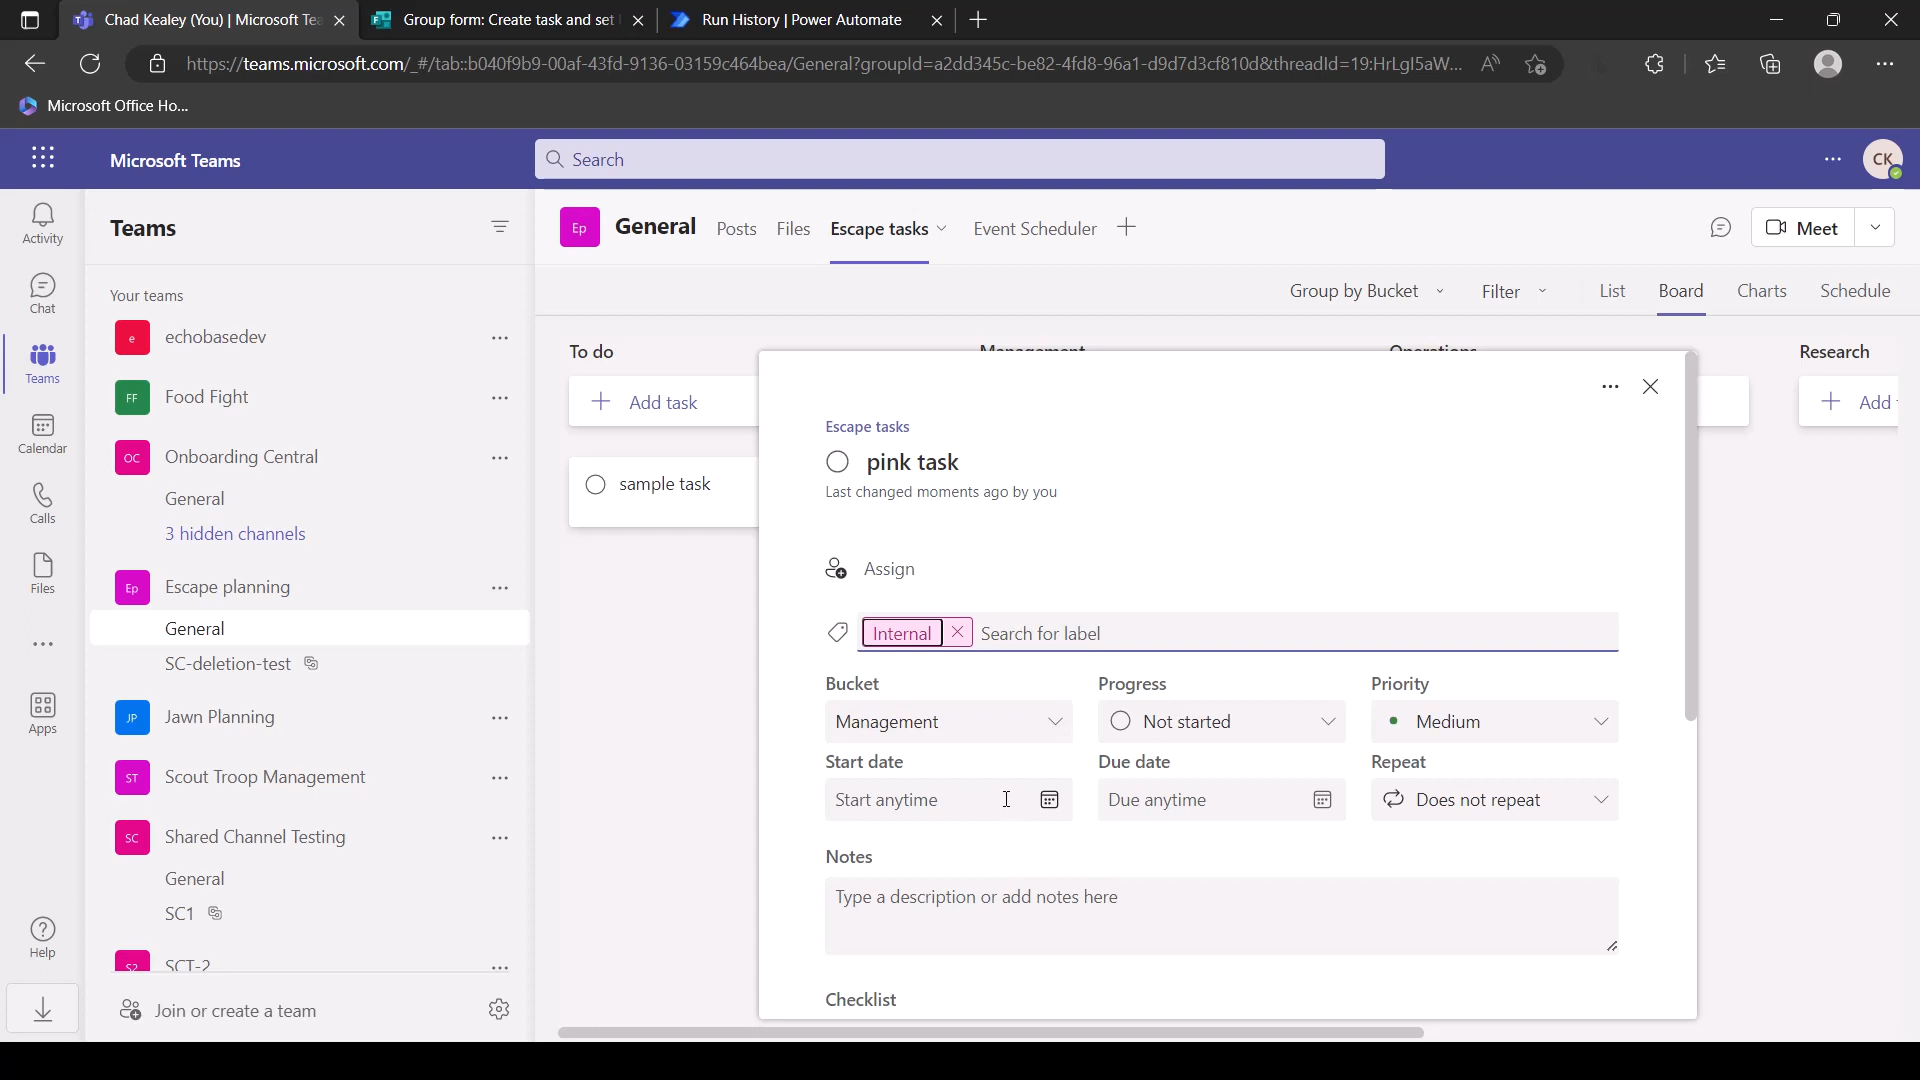 Chad Kealey (You) | Microsoft Te
Group form: Create task and set
Run History | Power Automate
https://teams.microsoft.com/_#/tab::b040f9b9-00af-43fd-9136-03159c464bea/General?groupId=a2dd345c-be82-4fd8-96a1-d9d7d3cf810d&threadId=19:HrLgI5aW...
Microsoft Office Ho...
Microsoft Teams
Search
CK
Activity
Chat
Teams
Calendar
Calls
Files
Apps
Help
Teams
Your teams
e echobasedev
FF Food Fight
OC Onboarding Central
General
3 hidden channels
Ep Escape planning
General
SC-deletion-test
JP Jawn Planning
ST Scout Troop Management
SC Shared Channel Testing
General
SC1
S2 SCT-2
Join or create a team
Ep General Posts Files Escape tasks Event Scheduler
Meet
Group by Bucket Filter List Board Charts Schedule
To do Management Operations Research
Add task
Add
sample task
Escape tasks
pink task
Last changed moments ago by you
Assign
Internal Search for label
Bucket Progress Priority
Management Not started Medium
Start date Due date Repeat
Start anytime Due anytime Does not repeat
Notes
Type a description or add notes here
Checklist